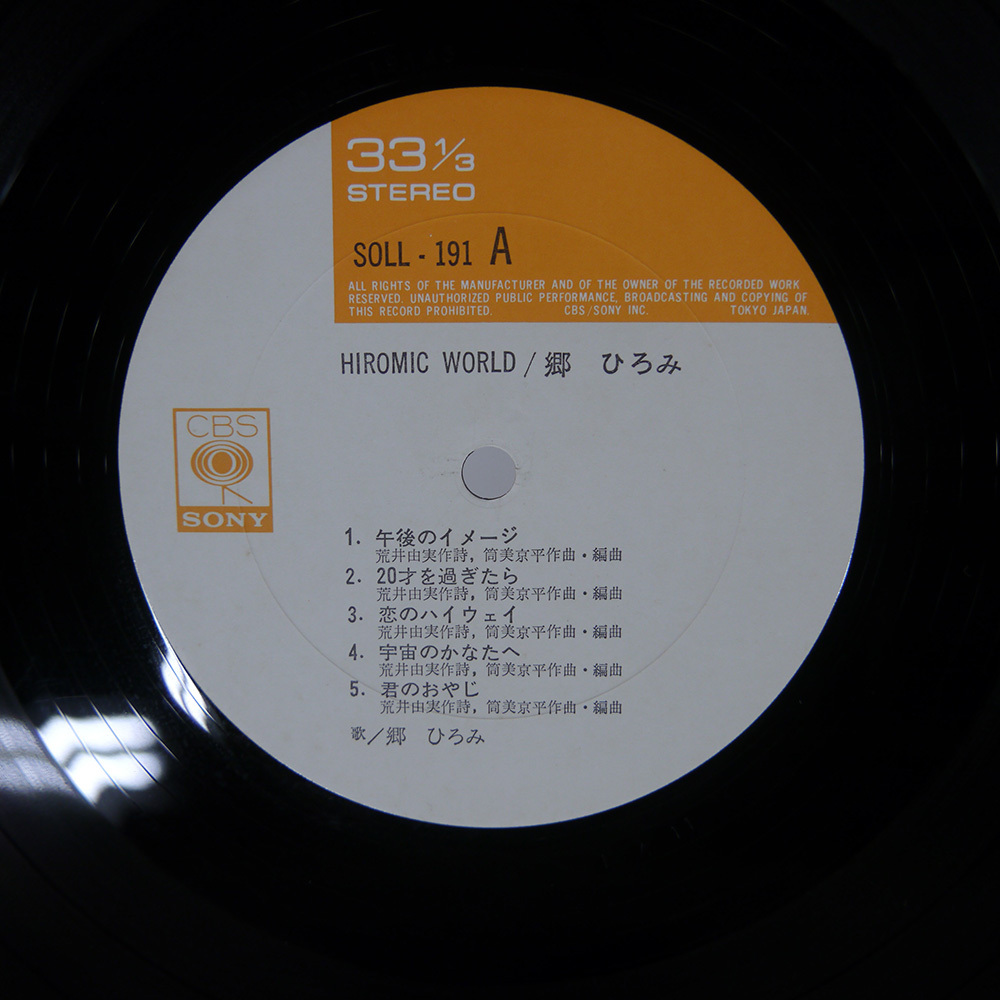 33 1/3
STEREO
SOLL - 191 A
ALL RIGHTS OF THE MANUFACTURER AND OF THE OWNER OF THE RECORDED WORK
RESERVED. UNAUTHORIZED PUBLIC PERFORMANCE, BROADCASTING AND COPYING OF
THIS RECORD PROHIBITED. CBS/SONY INC. TOKYO JAPAN.
HIROMIC WORLD / 郷 ひろみ
CBS
SONY
1. 午後のイメージ
荒井由実作詩, 筒美京平作曲・編曲
2. 20才を過ぎたら
荒井由実作詩, 筒美京平作曲・編曲
3. 恋のハイウェイ
荒井由実作詩, 筒美京平作曲・編曲
4. 宇宙のかなたへ
荒井由実作詩, 筒美京平作曲・編曲
5. 君のおやじ
荒井由実作詩, 筒美京平作曲・編曲
歌/郷 ひろみ